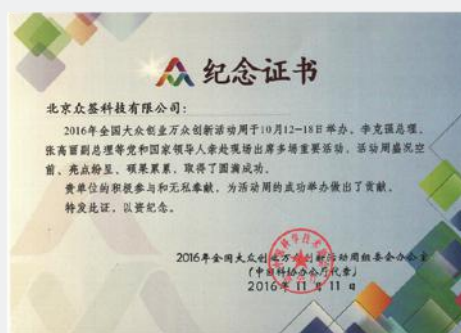 纪念证书
北京众签科技有限公司：
2016年全国大众创业万众创新活动周于10月12-18日举办，李克强总理、
张高丽副总理等党和国家领导人亲赴现场出席多场重要活动，活动周盛况空
前、亮点纷呈、硕果累累，取得了圆满成功。
贵单位的积极参与和无私奉献，为活动周的成功举办做出了贡献。
特发此证，以资纪念。
2016年全国大众创业万众创新活动周组委会办公室
（中国科协办公厅代章）
2016年11月11日